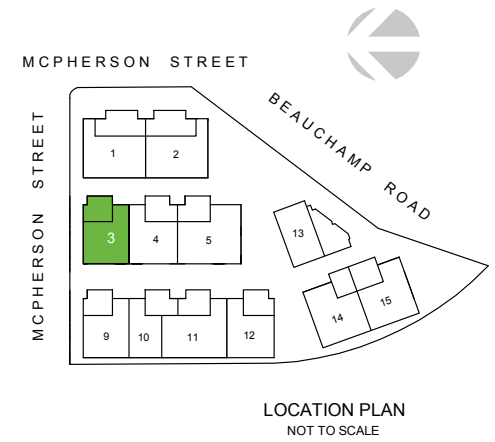 MCPHERSON STREET
BEAUCHAMP ROAD
MCPHERSON STREET
1
2
3
4
5
13
9
10
11
12
14
15
LOCATION PLAN
NOT TO SCALE